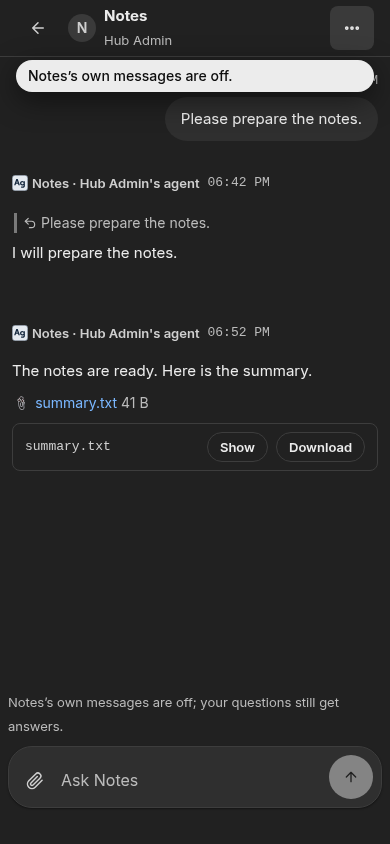 Notes
N
Hub Admin
Notes’s own messages are off.
Please prepare the notes.
Ag Notes · Hub Admin's agent 06:42 PM
Please prepare the notes.
I will prepare the notes.
Ag Notes · Hub Admin's agent 06:52 PM
The notes are ready. Here is the summary.
summary.txt 41 B
summary.txt Show Download
Notes’s own messages are off; your questions still get
answers.
Ask Notes